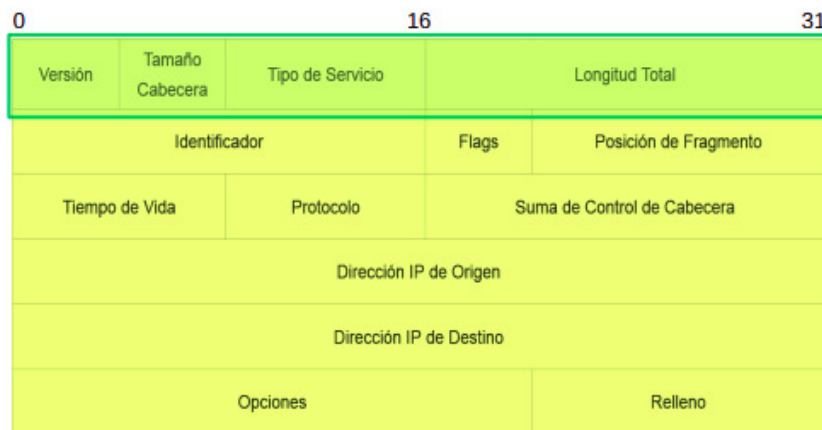 0 16 31
Versión Tamaño Cabecera Tipo de Servicio Longitud Total
Identificador Flags Posición de Fragmento
Tiempo de Vida Protocolo Suma de Control de Cabecera
Dirección IP de Origen
Dirección IP de Destino
Opciones Relleno